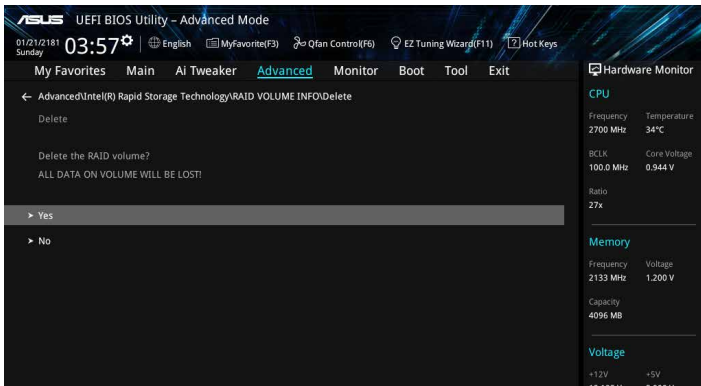 ASUS UEFI BIOS Utility – Advanced Mode
01/21/2181 Sunday 03:57 English MyFavorite(F3) Qfan Control(F6) EZ Tuning Wizard(F11) ? Hot Keys
My Favorites Main Ai Tweaker Advanced Monitor Boot Tool Exit
← Advanced\Intel(R) Rapid Storage Technology\RAID VOLUME INFO\Delete
Delete
Delete the RAID volume?
ALL DATA ON VOLUME WILL BE LOST!
> Yes
> No
Hardware Monitor
CPU
Frequency Temperature
2700 MHz 34°C
BCLK Core Voltage
100.0 MHz 0.944 V
Ratio
27x
Memory
Frequency Voltage
2133 MHz 1.200 V
Capacity
4096 MB
Voltage
+12V +5V